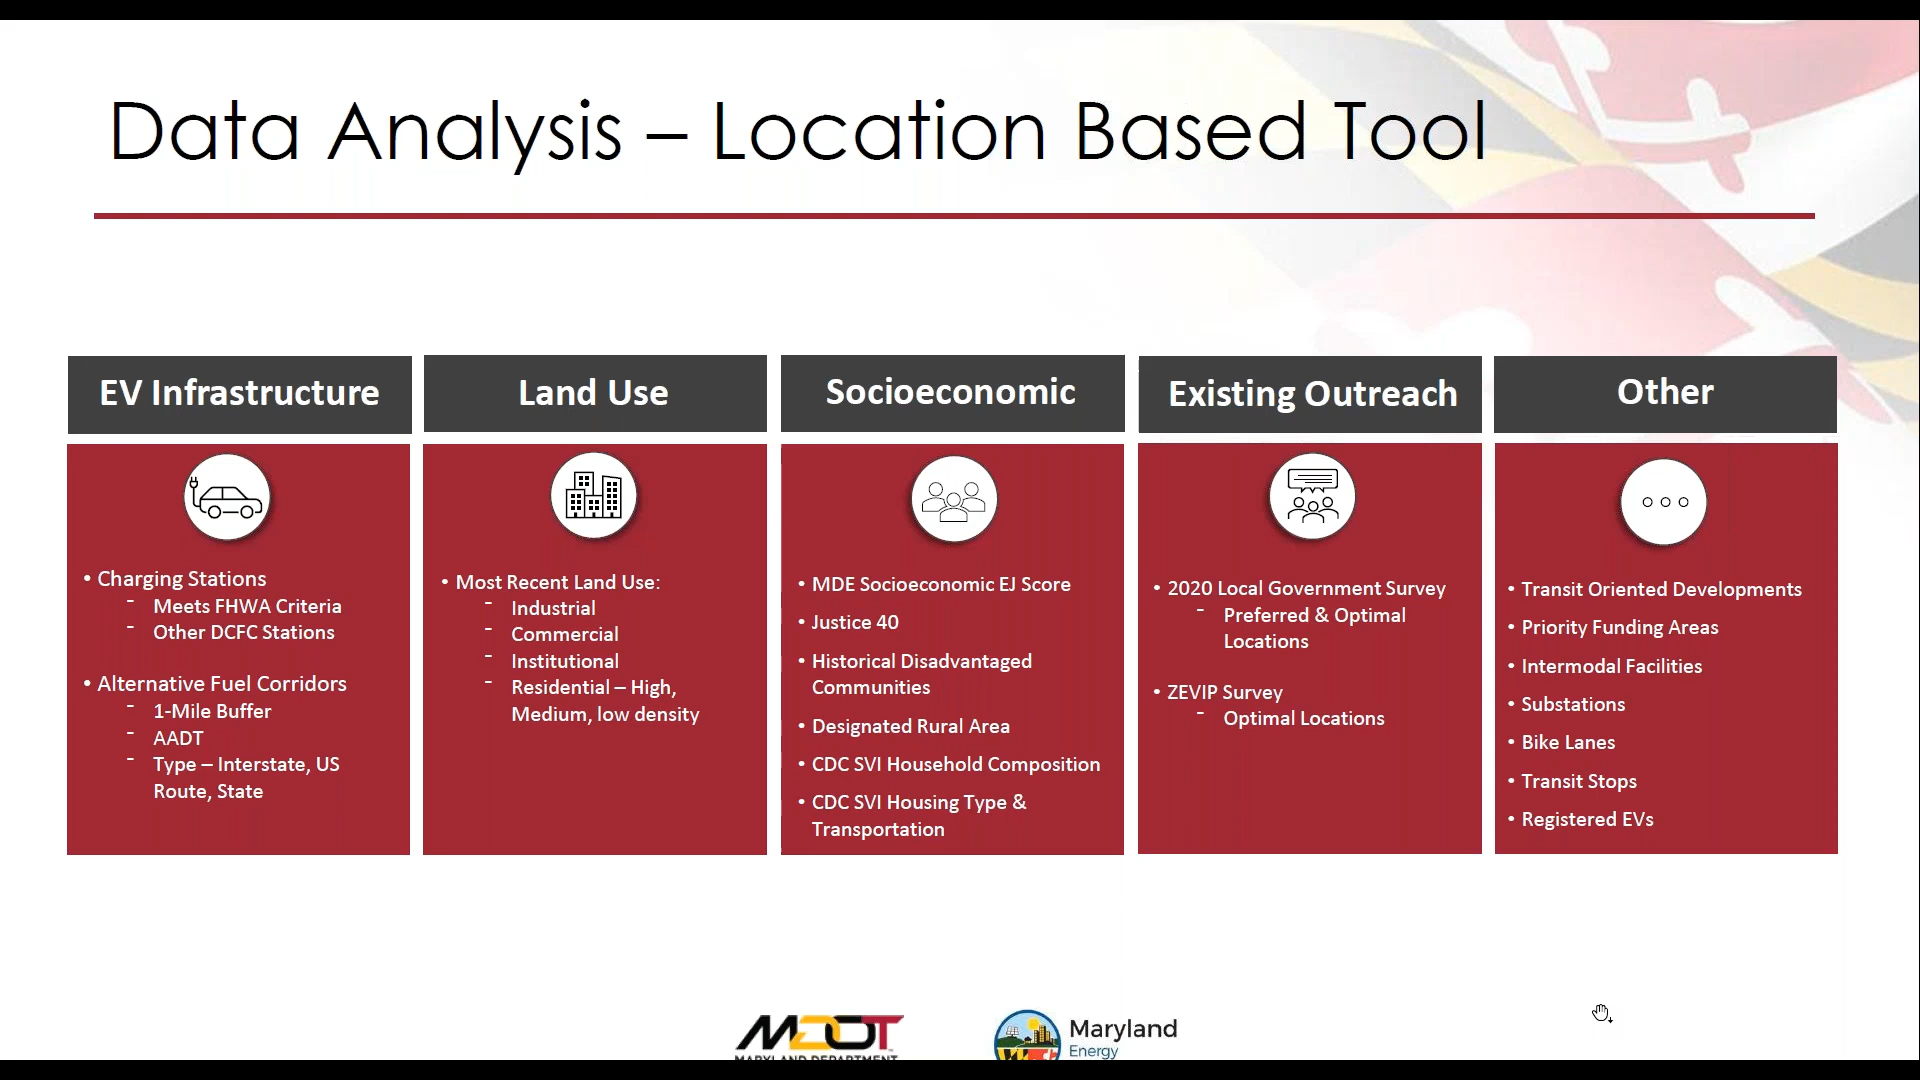 Data Analysis – Location Based Tool
EV Infrastructure
• Charging Stations
- Meets FHWA Criteria
- Other DCFC Stations
• Alternative Fuel Corridors
- 1-Mile Buffer
- AADT
- Type – Interstate, US
Route, State
Land Use
• Most Recent Land Use:
- Industrial
- Commercial
- Institutional
- Residential – High,
Medium, low density
Socioeconomic
• MDE Socioeconomic EJ Score
• Justice 40
• Historical Disadvantaged
Communities
• Designated Rural Area
• CDC SVI Household Composition
• CDC SVI Housing Type &
Transportation
Existing Outreach
• 2020 Local Government Survey
- Preferred & Optimal
Locations
• ZEVIP Survey
- Optimal Locations
Other
• Transit Oriented Developments
• Priority Funding Areas
• Intermodal Facilities
• Substations
• Bike Lanes
• Transit Stops
• Registered EVs
MDOT
MARYLAND DEPARTMENT
Maryland
Energy